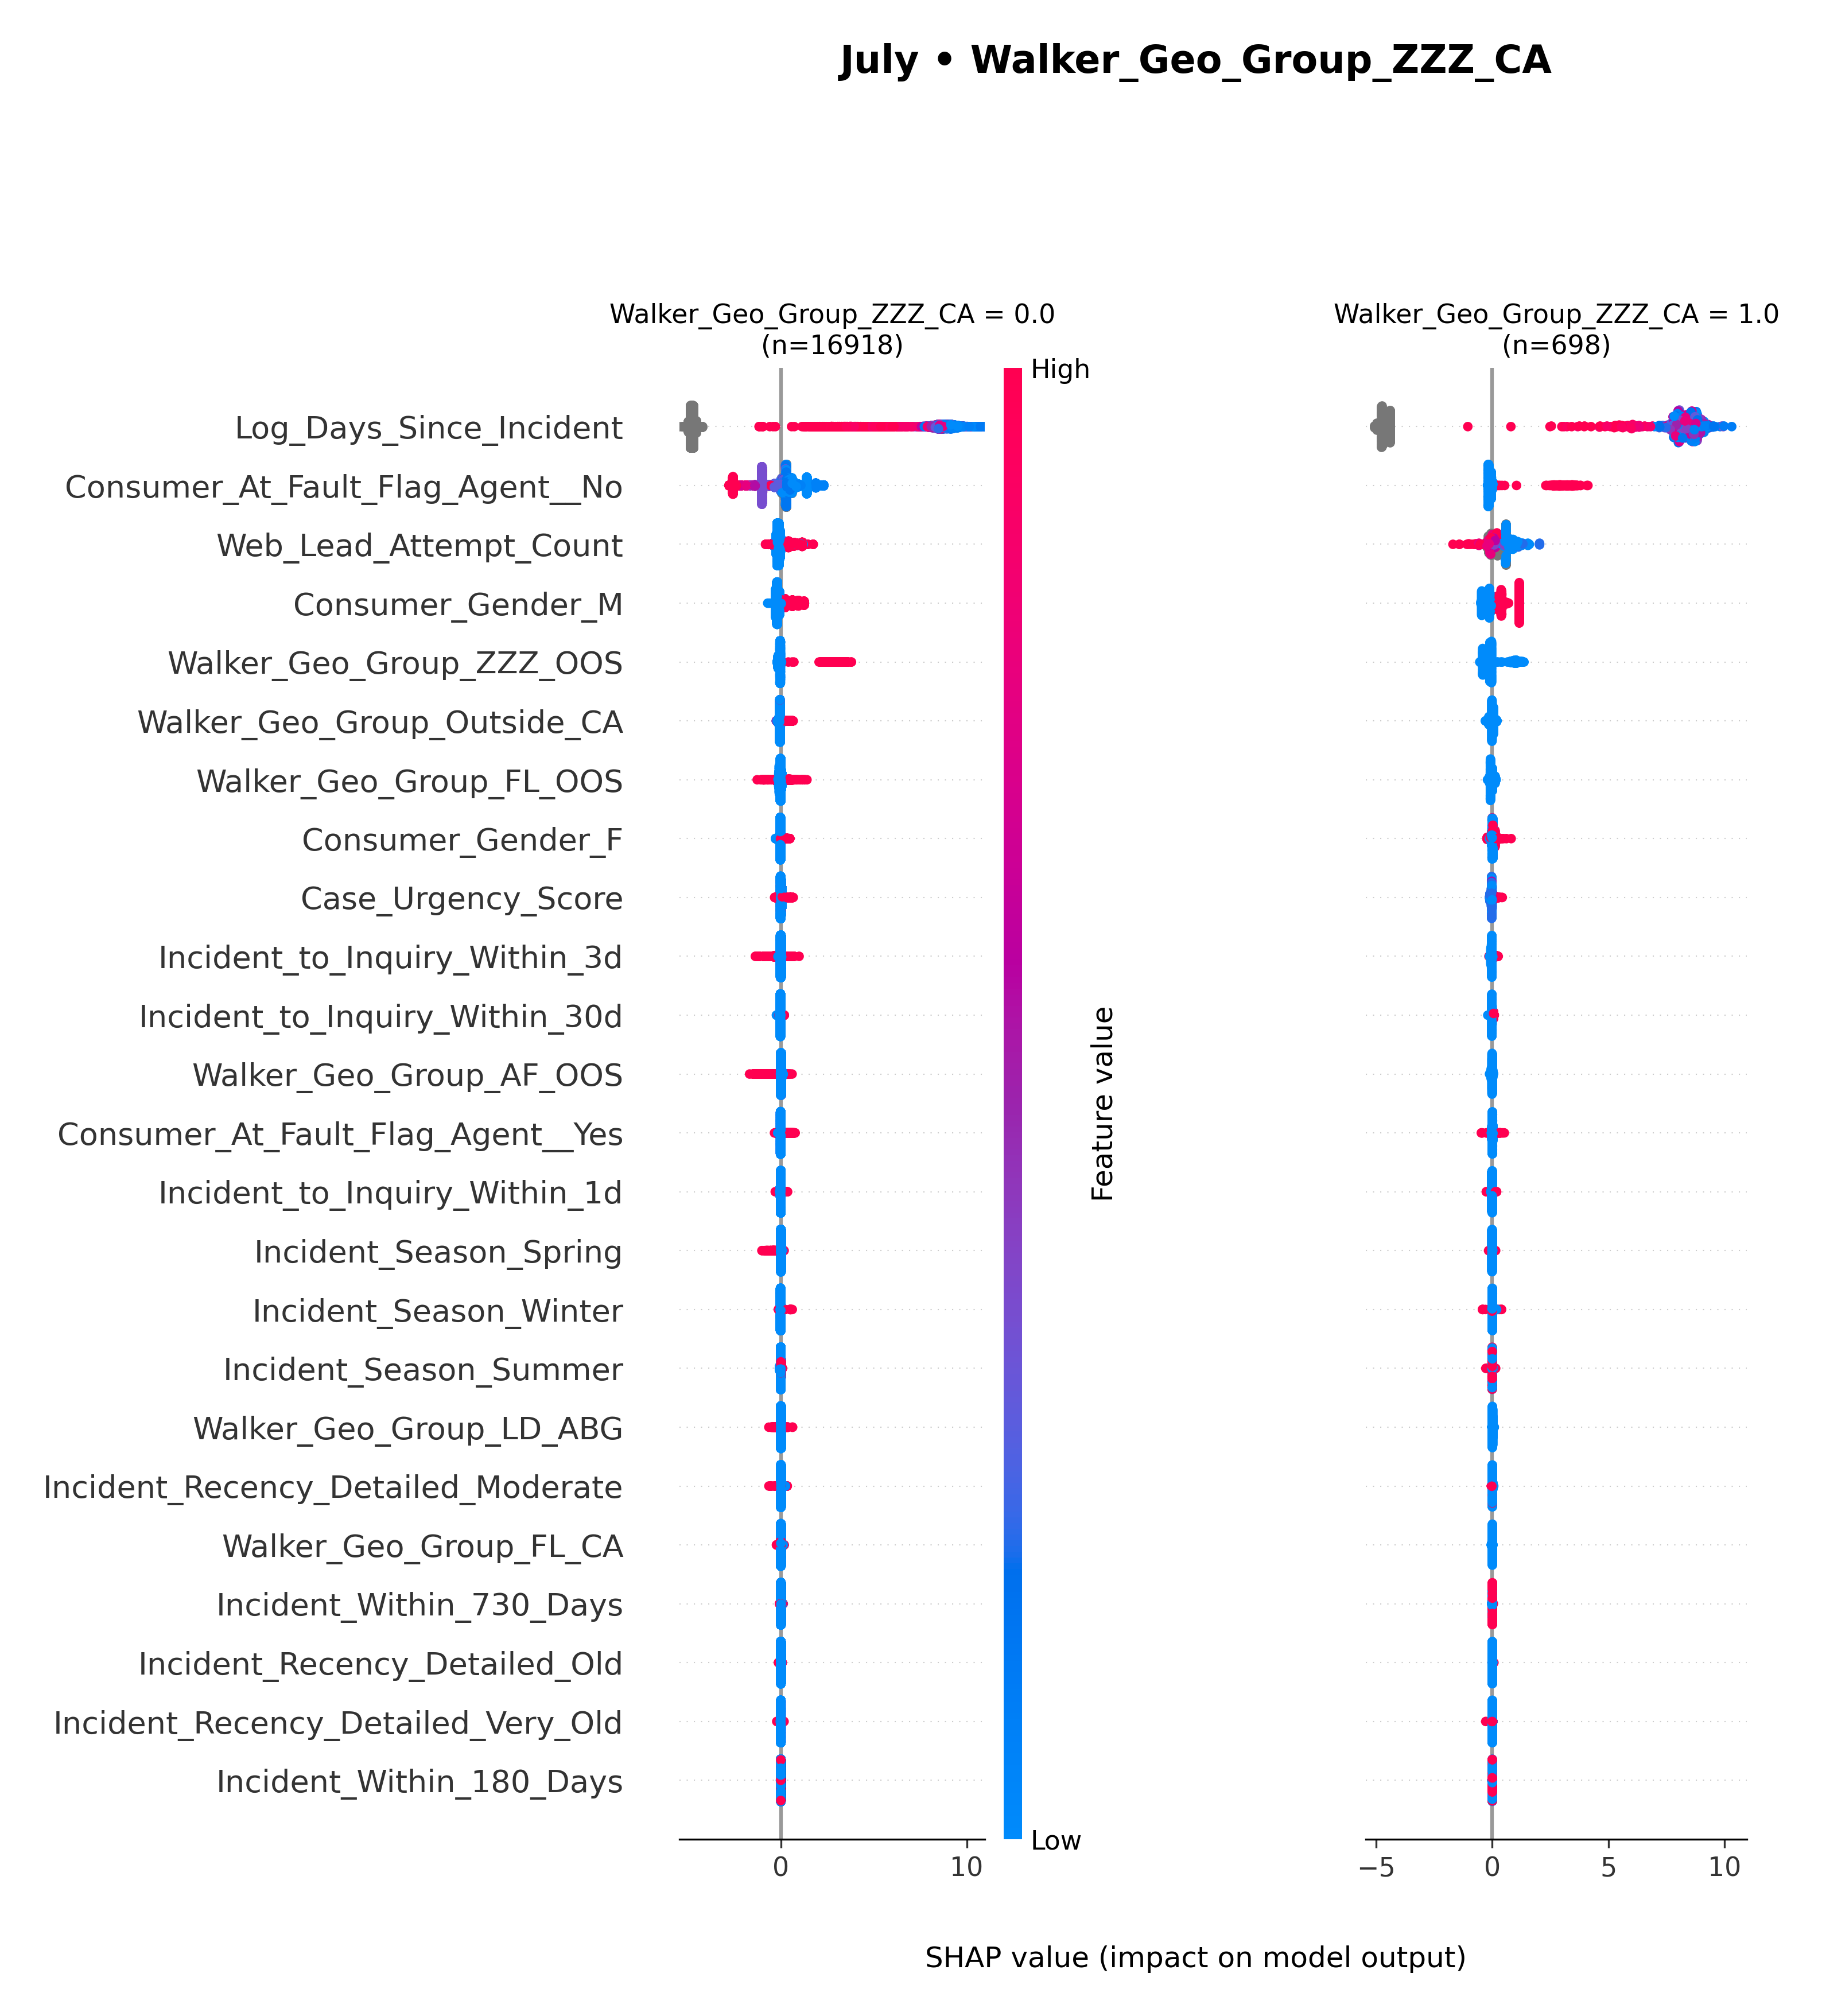 July • Walker_Geo_Group_ZZZ_CA
Walker_Geo_Group_ZZZ_CA = 0.0
(n=16918)
Walker_Geo_Group_ZZZ_CA = 1.0
(n=698)
High
Log_Days_Since_Incident
Consumer_At_Fault_Flag_Agent__No
Web_Lead_Attempt_Count
Consumer_Gender_M
Walker_Geo_Group_ZZZ_OOS
Walker_Geo_Group_Outside_CA
Walker_Geo_Group_FL_OOS
Consumer_Gender_F
Case_Urgency_Score
Incident_to_Inquiry_Within_3d
Incident_to_Inquiry_Within_30d
Walker_Geo_Group_AF_OOS
Consumer_At_Fault_Flag_Agent__Yes
Incident_to_Inquiry_Within_1d
Incident_Season_Spring
Incident_Season_Winter
Incident_Season_Summer
Walker_Geo_Group_LD_ABG
Incident_Recency_Detailed_Moderate
Walker_Geo_Group_FL_CA
Incident_Within_730_Days
Incident_Recency_Detailed_Old
Incident_Recency_Detailed_Very_Old
Incident_Within_180_Days
Feature value
Low
0 10
−5 0 5 10
SHAP value (impact on model output)